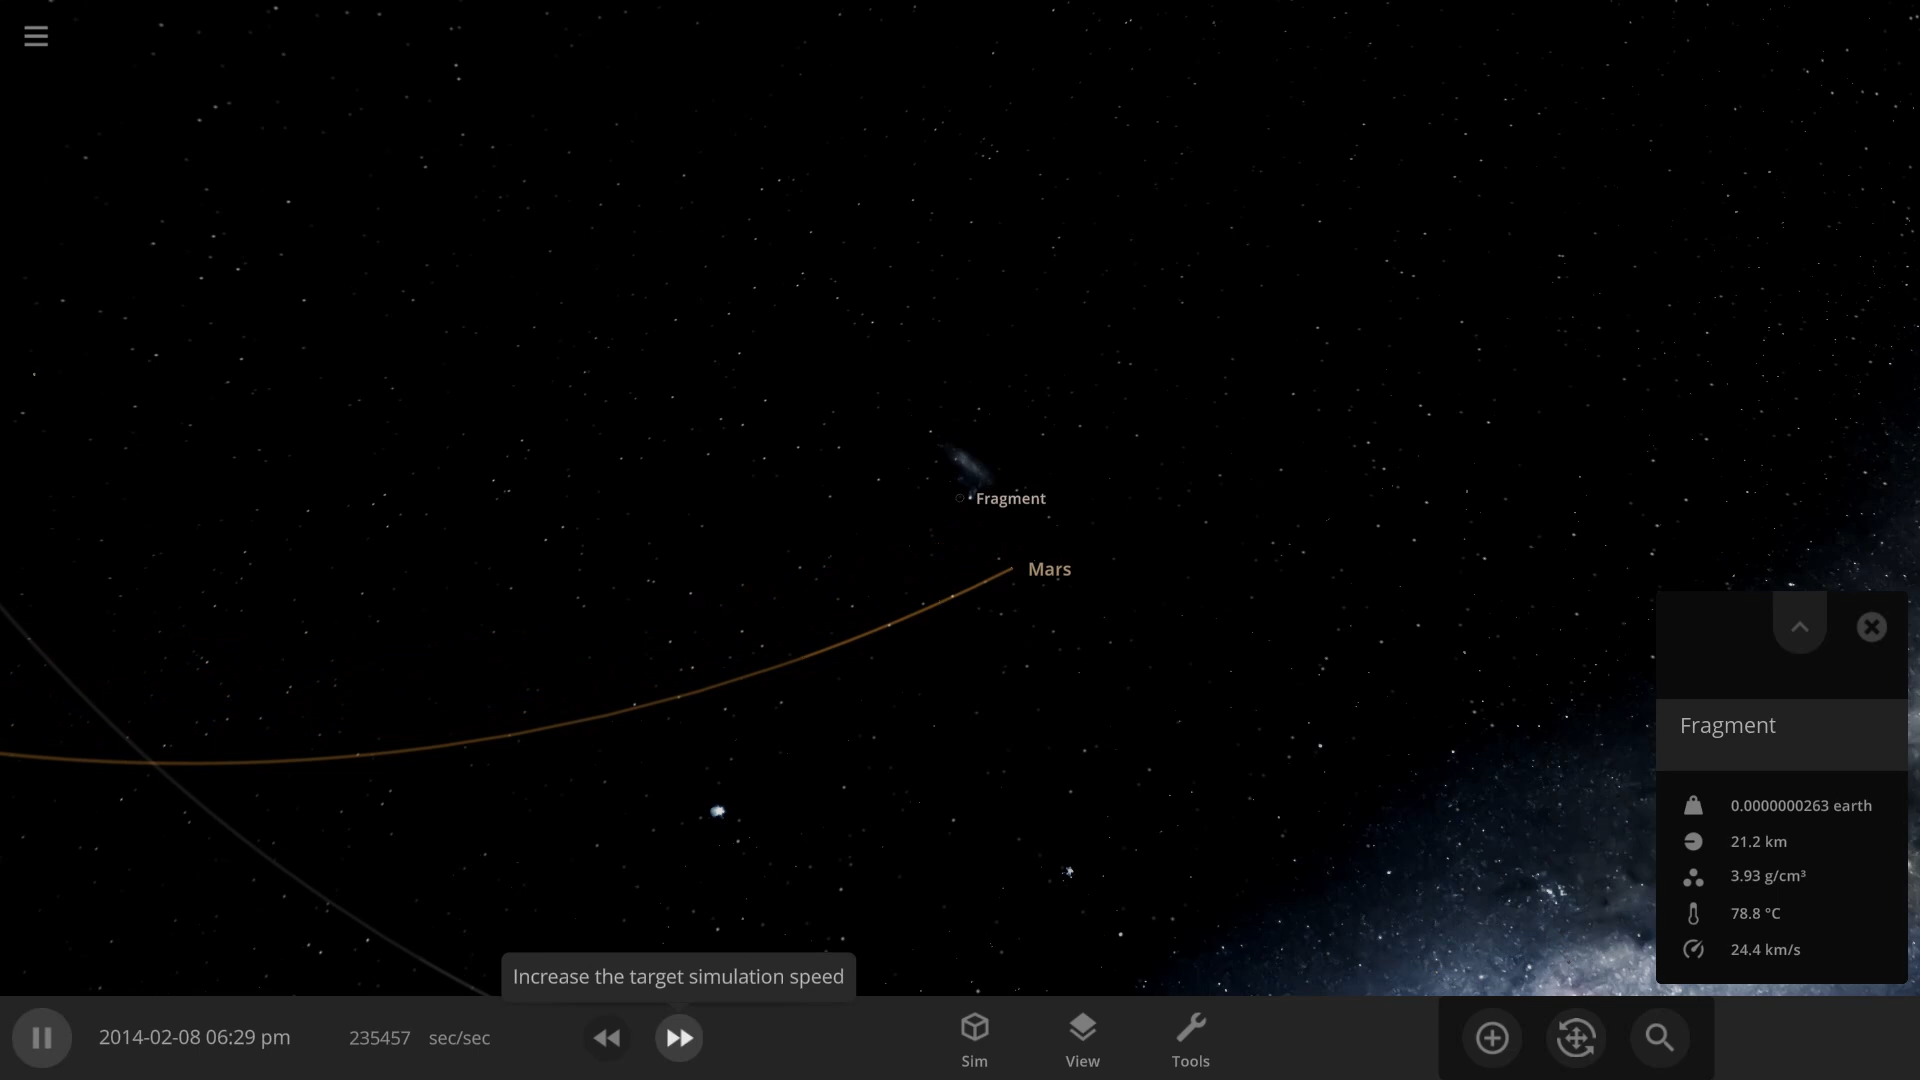 Fragment
Mars
Fragment
0.0000000263 earth
21.2 km
3.93 g/cm³
78.8 °C
24.4 km/s
Increase the target simulation speed
2014-02-08 06:29 pm
235457 sec/sec
Sim
View
Tools